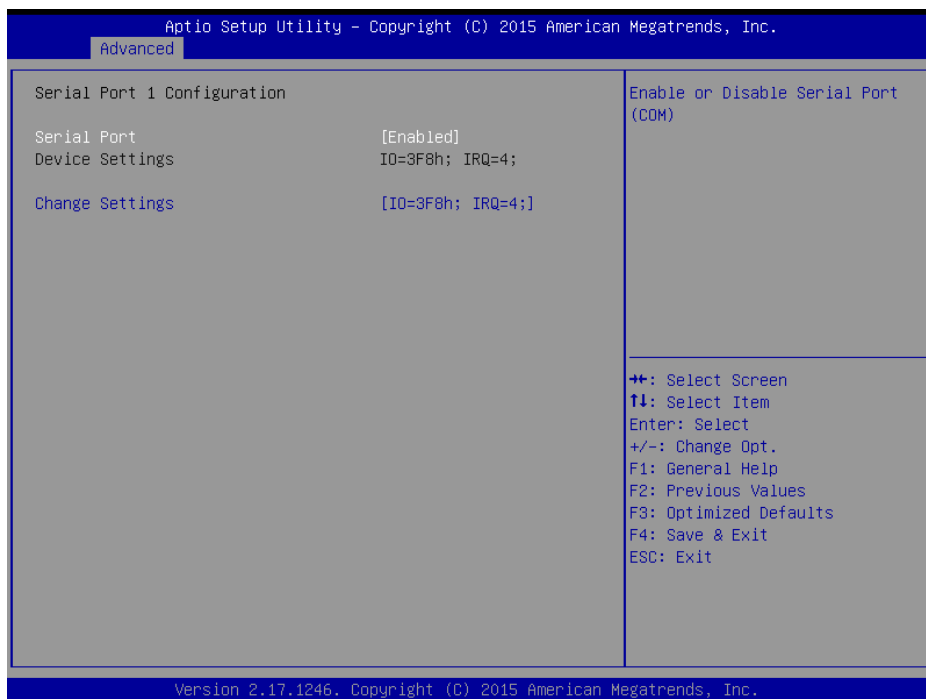 Aptio Setup Utility – Copyright (C) 2015 American Megatrends, Inc.
Advanced
Serial Port 1 Configuration
Serial Port [Enabled]
Device Settings IO=3F8h; IRQ=4;
Change Settings [IO=3F8h; IRQ=4;]
Enable or Disable Serial Port
(COM)
→←: Select Screen
↑↓: Select Item
Enter: Select
+/-: Change Opt.
F1: General Help
F2: Previous Values
F3: Optimized Defaults
F4: Save & Exit
ESC: Exit
Version 2.17.1246. Copyright (C) 2015 American Megatrends, Inc.